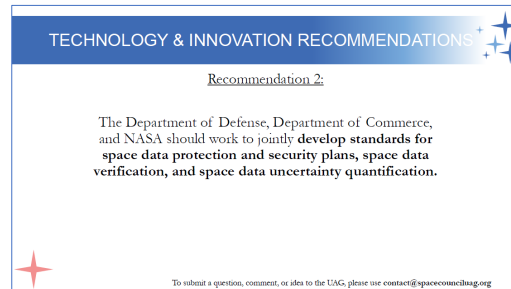 TECHNOLOGY & INNOVATION RECOMMENDATIONS
Recommendation 2:
The Department of Defense, Department of Commerce,
and NASA should work to jointly develop standards for
space data protection and security plans, space data
verification, and space data uncertainty quantification.
To submit a question, comment, or idea to the UAG, please use contact@spacecounciluag.org